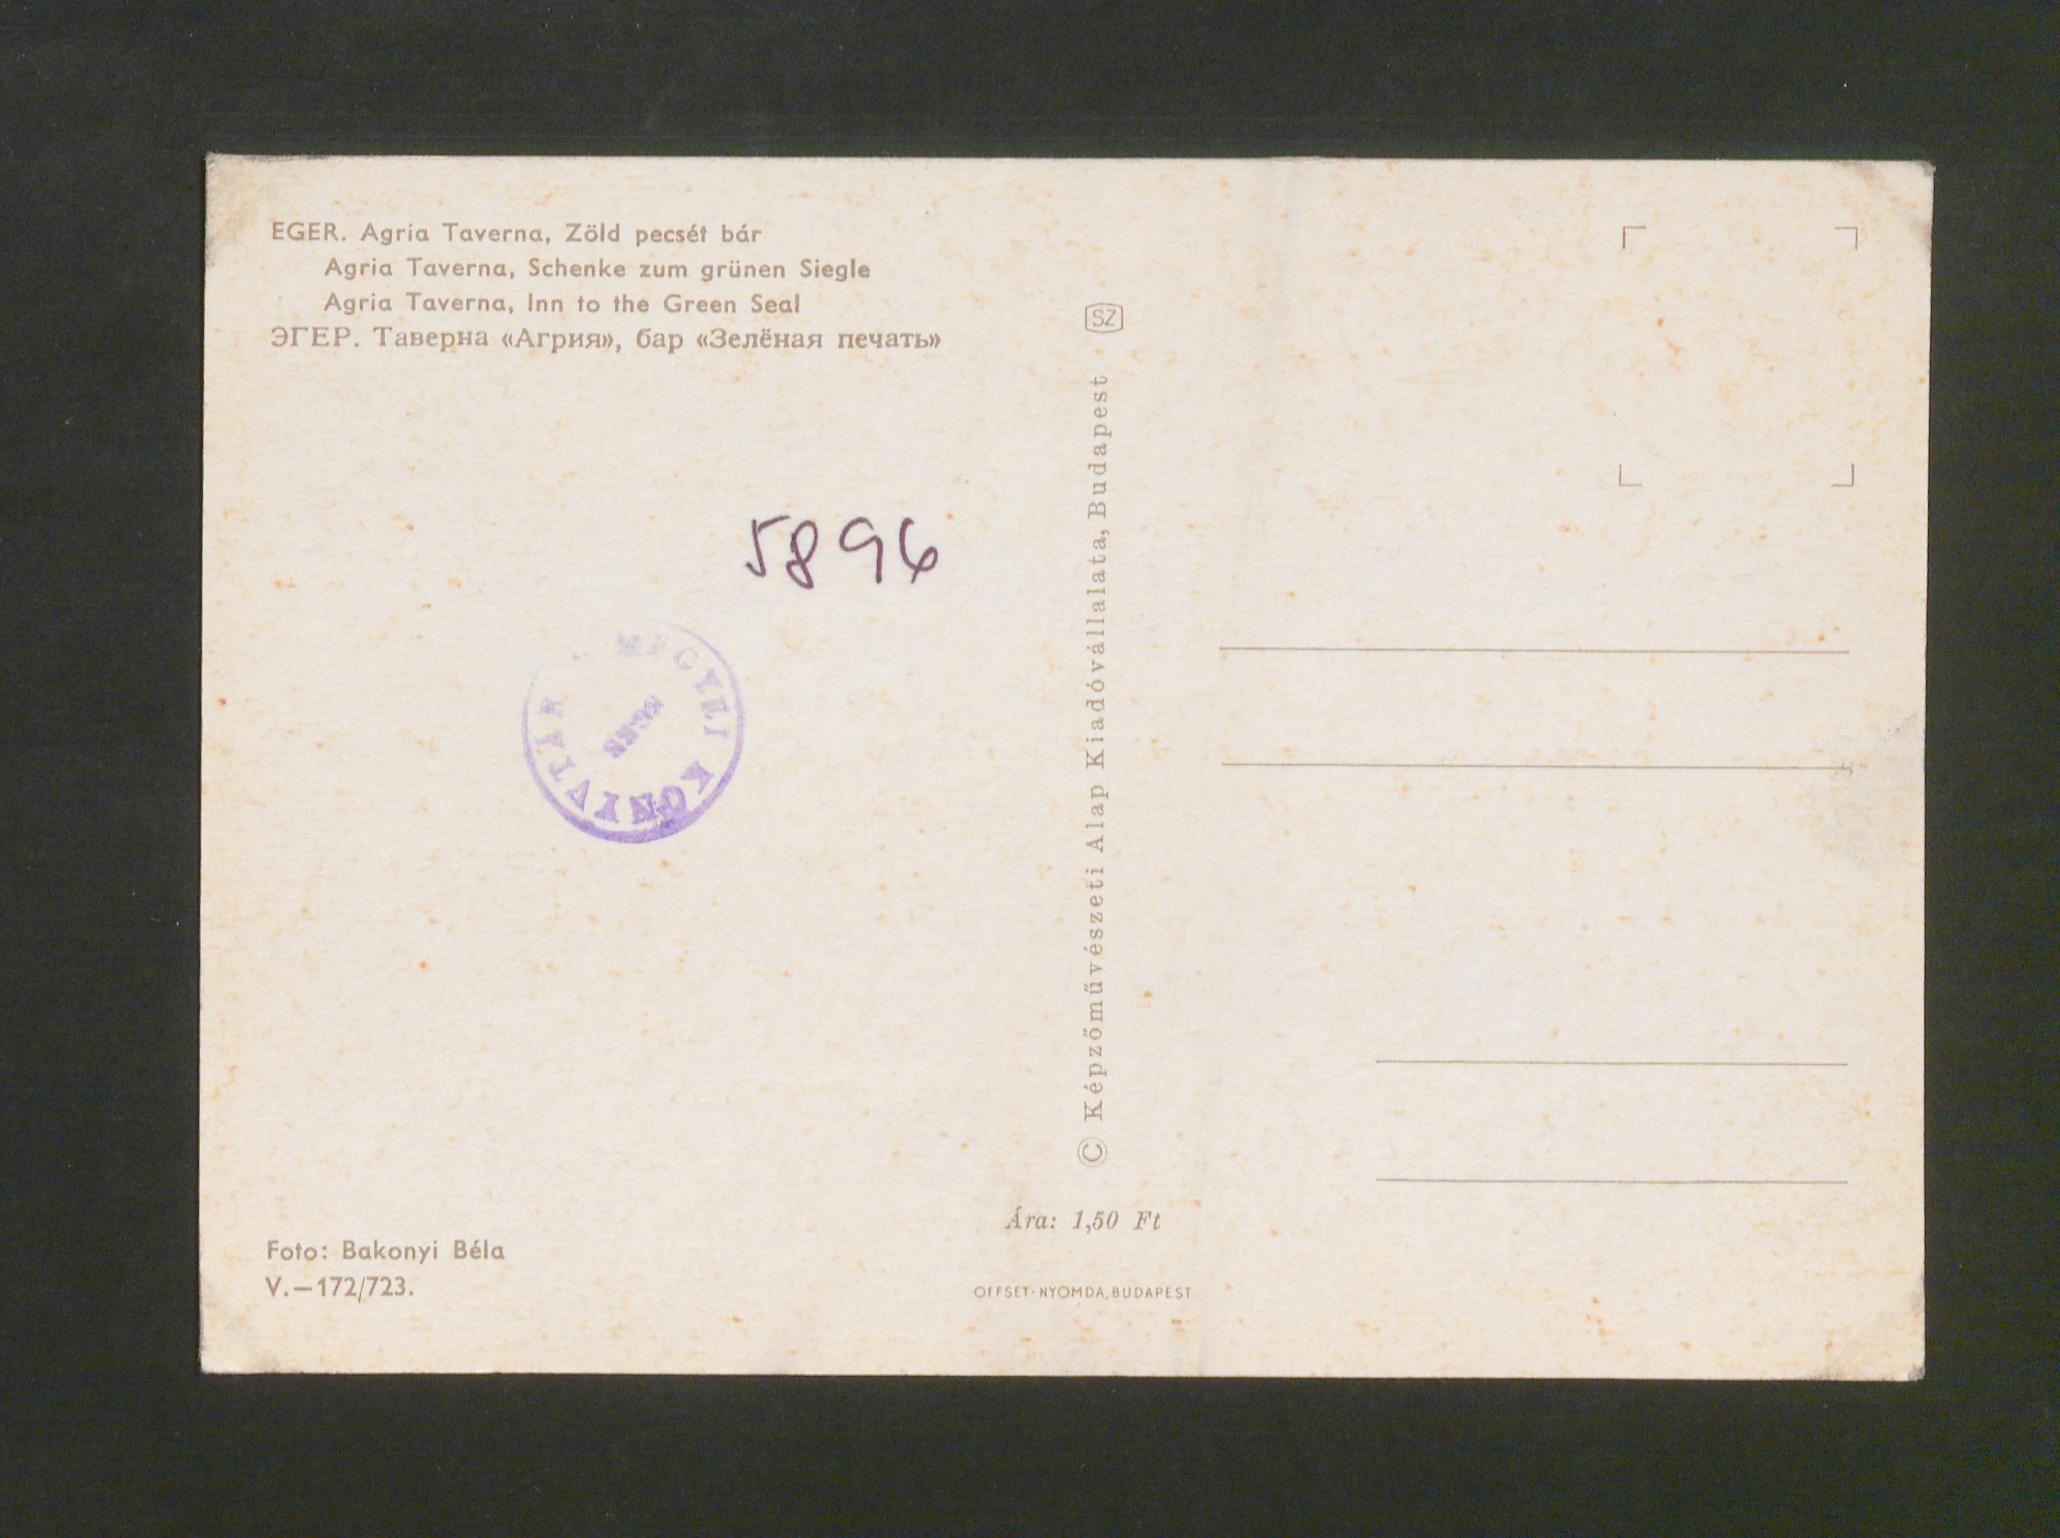 EGER. Agria Taverna, Zöld pecsét bár
Agria Taverna, Schenke zum grünen Siegle
Agria Taverna, Inn to the Green Seal
ЭГЕР. Таверна «Агрия», бар «Зелёная печать»
5896
MEGYEI KÖNYVTÁR
EGER
SZ
© Képzőművészeti Alap Kiadóvállalata, Budapest
Ára: 1,50 Ft
Foto: Bakonyi Béla
V.—172/723.
OFFSET-NYOMDA, BUDAPEST